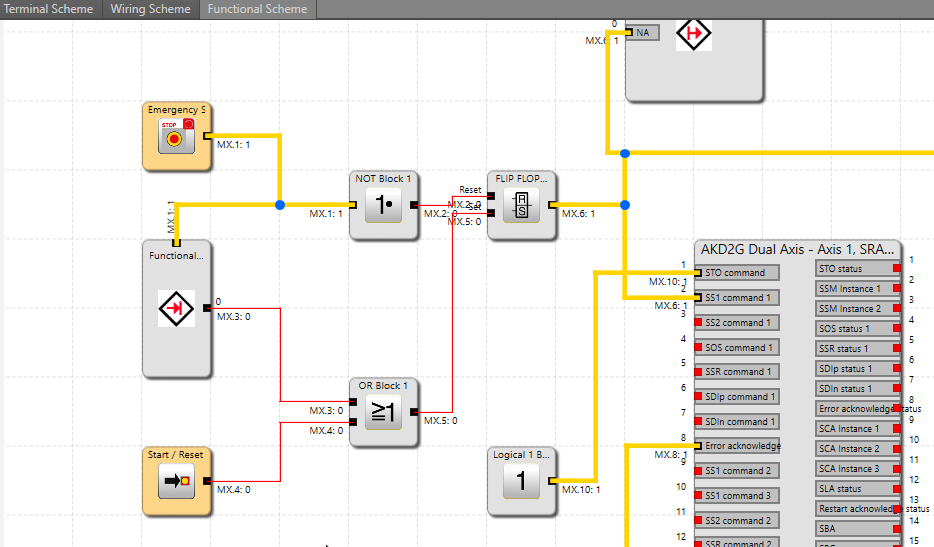 Terminal Scheme Wiring Scheme Functional Scheme
0
NA
MX.6: 1
Emergency S
STOP
MX.1: 1
NOT Block 1
1
MX.1: 1
MX.2: 0
Reset
MX.2: 0
Set
MX.5: 0
FLIP FLOP...
R
S
MX.6: 1
MX.1: 1
Functional...
0
MX.3: 0
OR Block 1
≥1
MX.3: 0
MX.4: 0
MX.5: 0
Start / Reset
MX.4: 0
Logical 1 B...
1
MX.10: 1
AKD2G Dual Axis - Axis 1, SRA...
1
STO command
MX.10: 1
2
SS1 command 1
MX.6: 1
3
SS2 command 1
4
SOS command 1
5
SSR command 1
6
SDIp command 1
7
SDIn command 1
8
Error acknowledge
MX.8: 1
9
SS1 command 2
10
SS1 command 3
11
SS2 command 2
12
SSR command 2
1
STO status
2
SSM Instance 1
3
SSM Instance 2
4
SOS status 1
5
SSR status 1
6
SDIp status 1
7
SDIn status 1
8
Error acknowledge status
9
SCA Instance 1
10
SCA Instance 2
11
SCA Instance 3
12
SLA status
13
Restart acknowledge status
14
SBA
15